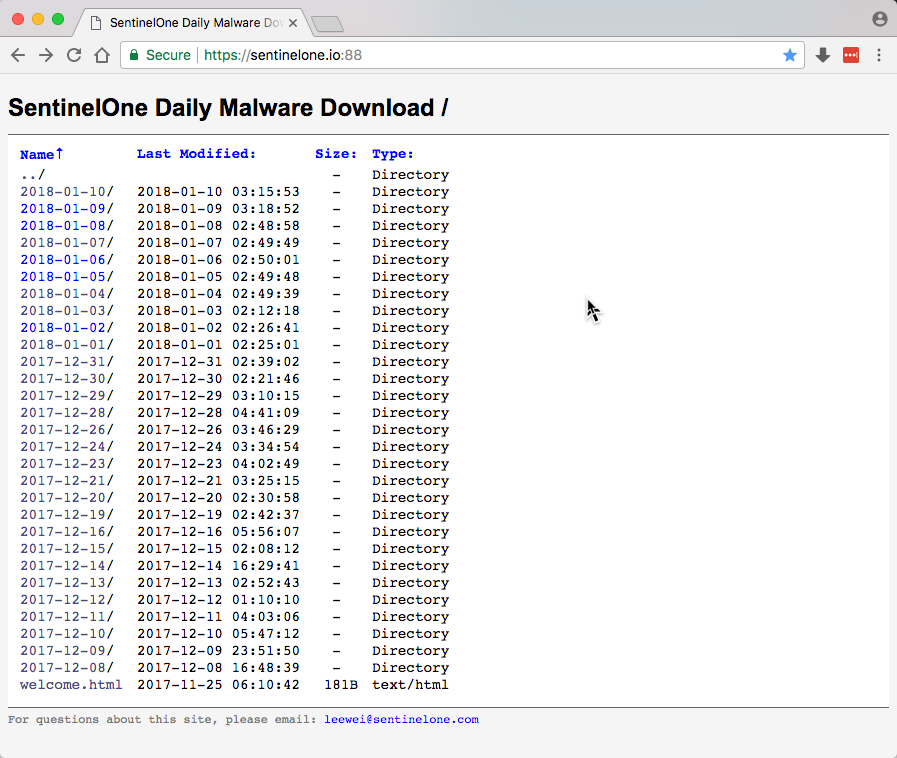 SentinelOne Daily Malware Do
Secure https://sentinelone.io:88
SentinelOne Daily Malware Download /
Name↑ Last Modified: Size: Type:
../ - Directory
2018-01-10/ 2018-01-10 03:15:53 - Directory
2018-01-09/ 2018-01-09 03:18:52 - Directory
2018-01-08/ 2018-01-08 02:48:58 - Directory
2018-01-07/ 2018-01-07 02:49:49 - Directory
2018-01-06/ 2018-01-06 02:50:01 - Directory
2018-01-05/ 2018-01-05 02:49:48 - Directory
2018-01-04/ 2018-01-04 02:49:39 - Directory
2018-01-03/ 2018-01-03 02:12:18 - Directory
2018-01-02/ 2018-01-02 02:26:41 - Directory
2018-01-01/ 2018-01-01 02:25:01 - Directory
2017-12-31/ 2017-12-31 02:39:02 - Directory
2017-12-30/ 2017-12-30 02:21:46 - Directory
2017-12-29/ 2017-12-29 03:10:15 - Directory
2017-12-28/ 2017-12-28 04:41:09 - Directory
2017-12-26/ 2017-12-26 03:46:29 - Directory
2017-12-24/ 2017-12-24 03:34:54 - Directory
2017-12-23/ 2017-12-23 04:02:49 - Directory
2017-12-21/ 2017-12-21 03:25:15 - Directory
2017-12-20/ 2017-12-20 02:30:58 - Directory
2017-12-19/ 2017-12-19 02:42:37 - Directory
2017-12-16/ 2017-12-16 05:56:07 - Directory
2017-12-15/ 2017-12-15 02:08:12 - Directory
2017-12-14/ 2017-12-14 16:29:41 - Directory
2017-12-13/ 2017-12-13 02:52:43 - Directory
2017-12-12/ 2017-12-12 01:10:10 - Directory
2017-12-11/ 2017-12-11 04:03:06 - Directory
2017-12-10/ 2017-12-10 05:47:12 - Directory
2017-12-09/ 2017-12-09 23:51:50 - Directory
2017-12-08/ 2017-12-08 16:48:39 - Directory
welcome.html 2017-11-25 06:10:42 181B text/html
For questions about this site, please email: leewei@sentinelone.com